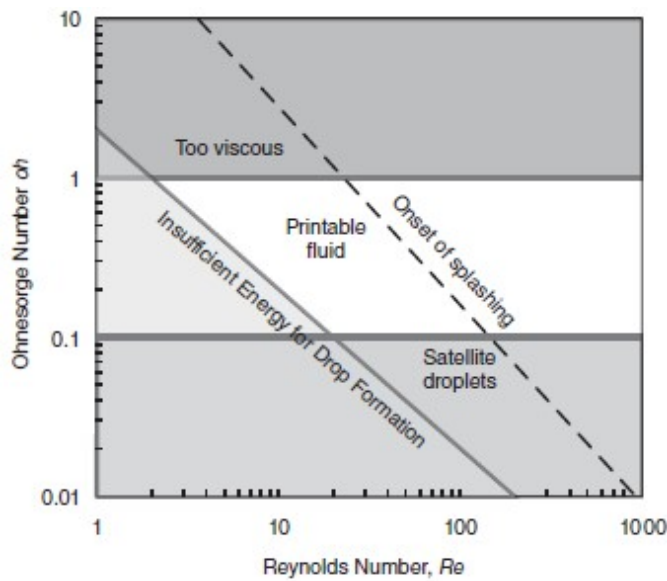 10
Too viscous
1
Ohnesorge Number oh
Printable
fluid
Onset of splashing
Insufficient Energy for Drop Formation
0.1
Satellite
droplets
0.01
1
10
100
1000
Reynolds Number, Re